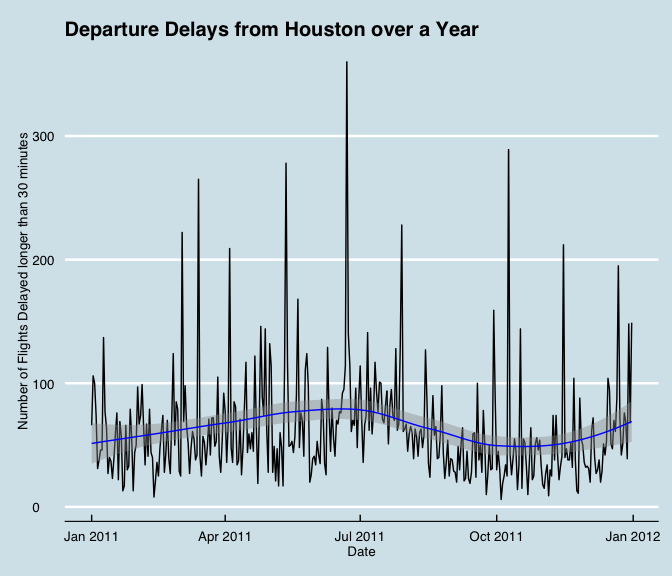 Departure Delays from Houston over a Year
Number of Flights Delayed longer than 30 minutes
300
200
100
0
Jan 2011
Apr 2011
Jul 2011
Oct 2011
Jan 2012
Date